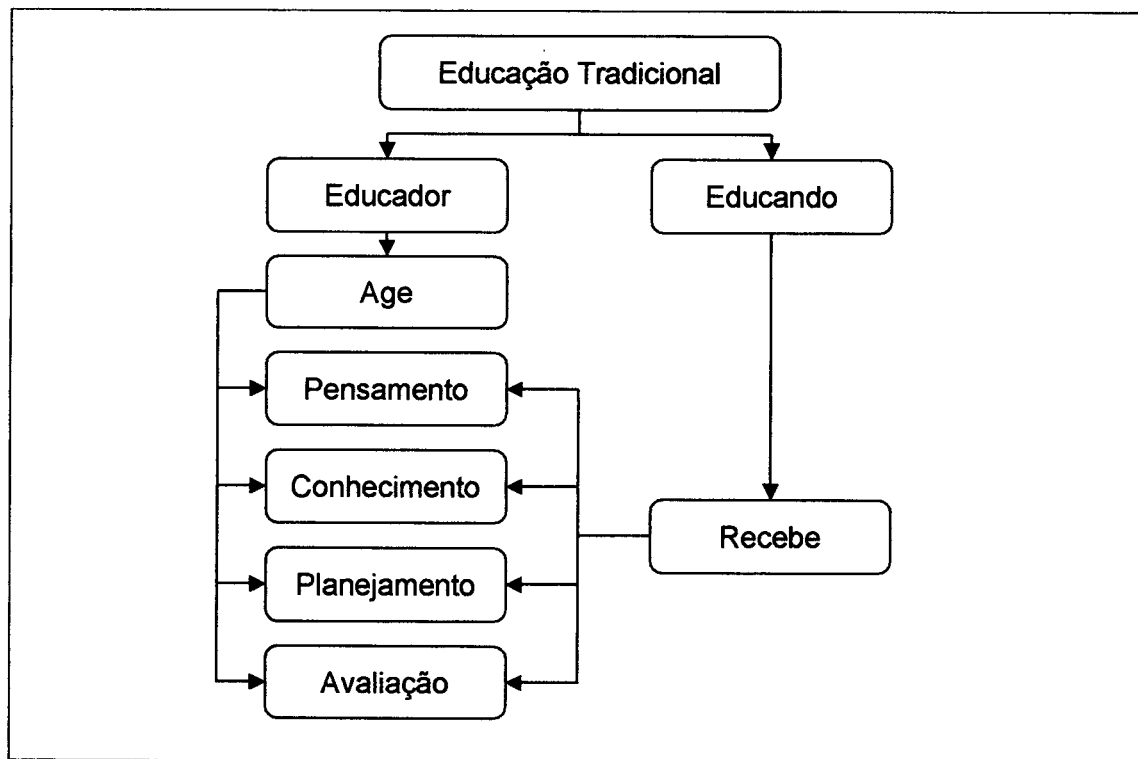 Educação Tradicional
Educador
Educando
Age
Pensamento
Conhecimento
Recebe
Planejamento
Avaliação